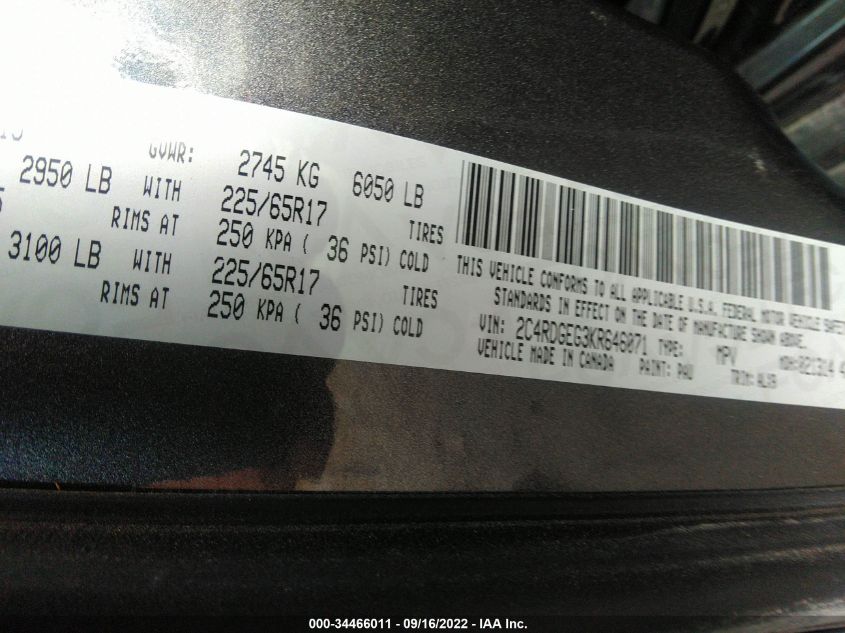 GVWR: 2745 KG 6050 LB
2950 LB WITH 225/65R17 TIRES
RIMS AT 250 KPA ( 36 PSI) COLD
3100 LB WITH 225/65R17 TIRES
RIMS AT 250 KPA ( 36 PSI) COLD
THIS VEHICLE CONFORMS TO ALL APPLICABLE U.S.A. FEDERAL MOTOR VEHICLE SAFETY
STANDARDS IN EFFECT ON THE DATE OF MANUFACTURE SHOWN ABOVE.
VIN: 2C4RDGEG3KR646071 TYPE: MPV
VEHICLE MADE IN CANADA PAINT: PAU TRIM:
000-34466011 - 09/16/2022 - IAA Inc.